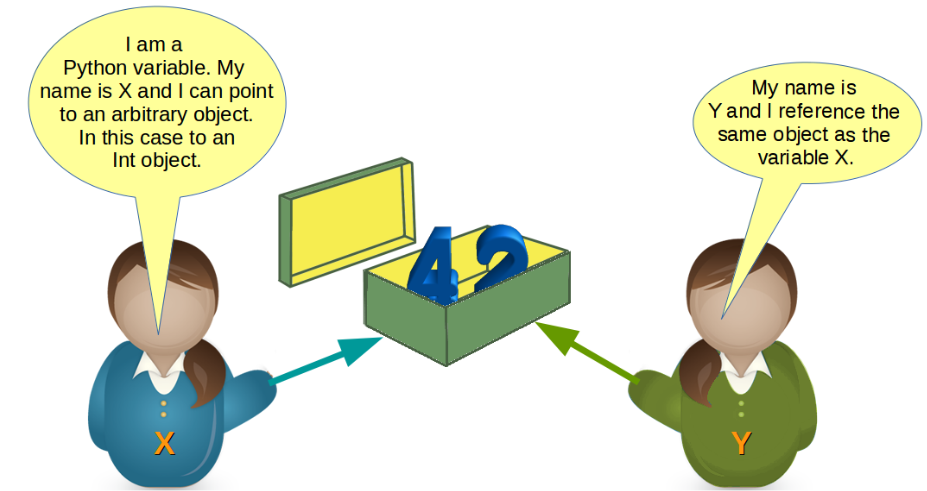 I am a
Python variable. My
name is X and I can point
to an arbitrary object.
In this case to an
Int object.
My name is
Y and I reference the
same object as the
variable X.
42
X
Y